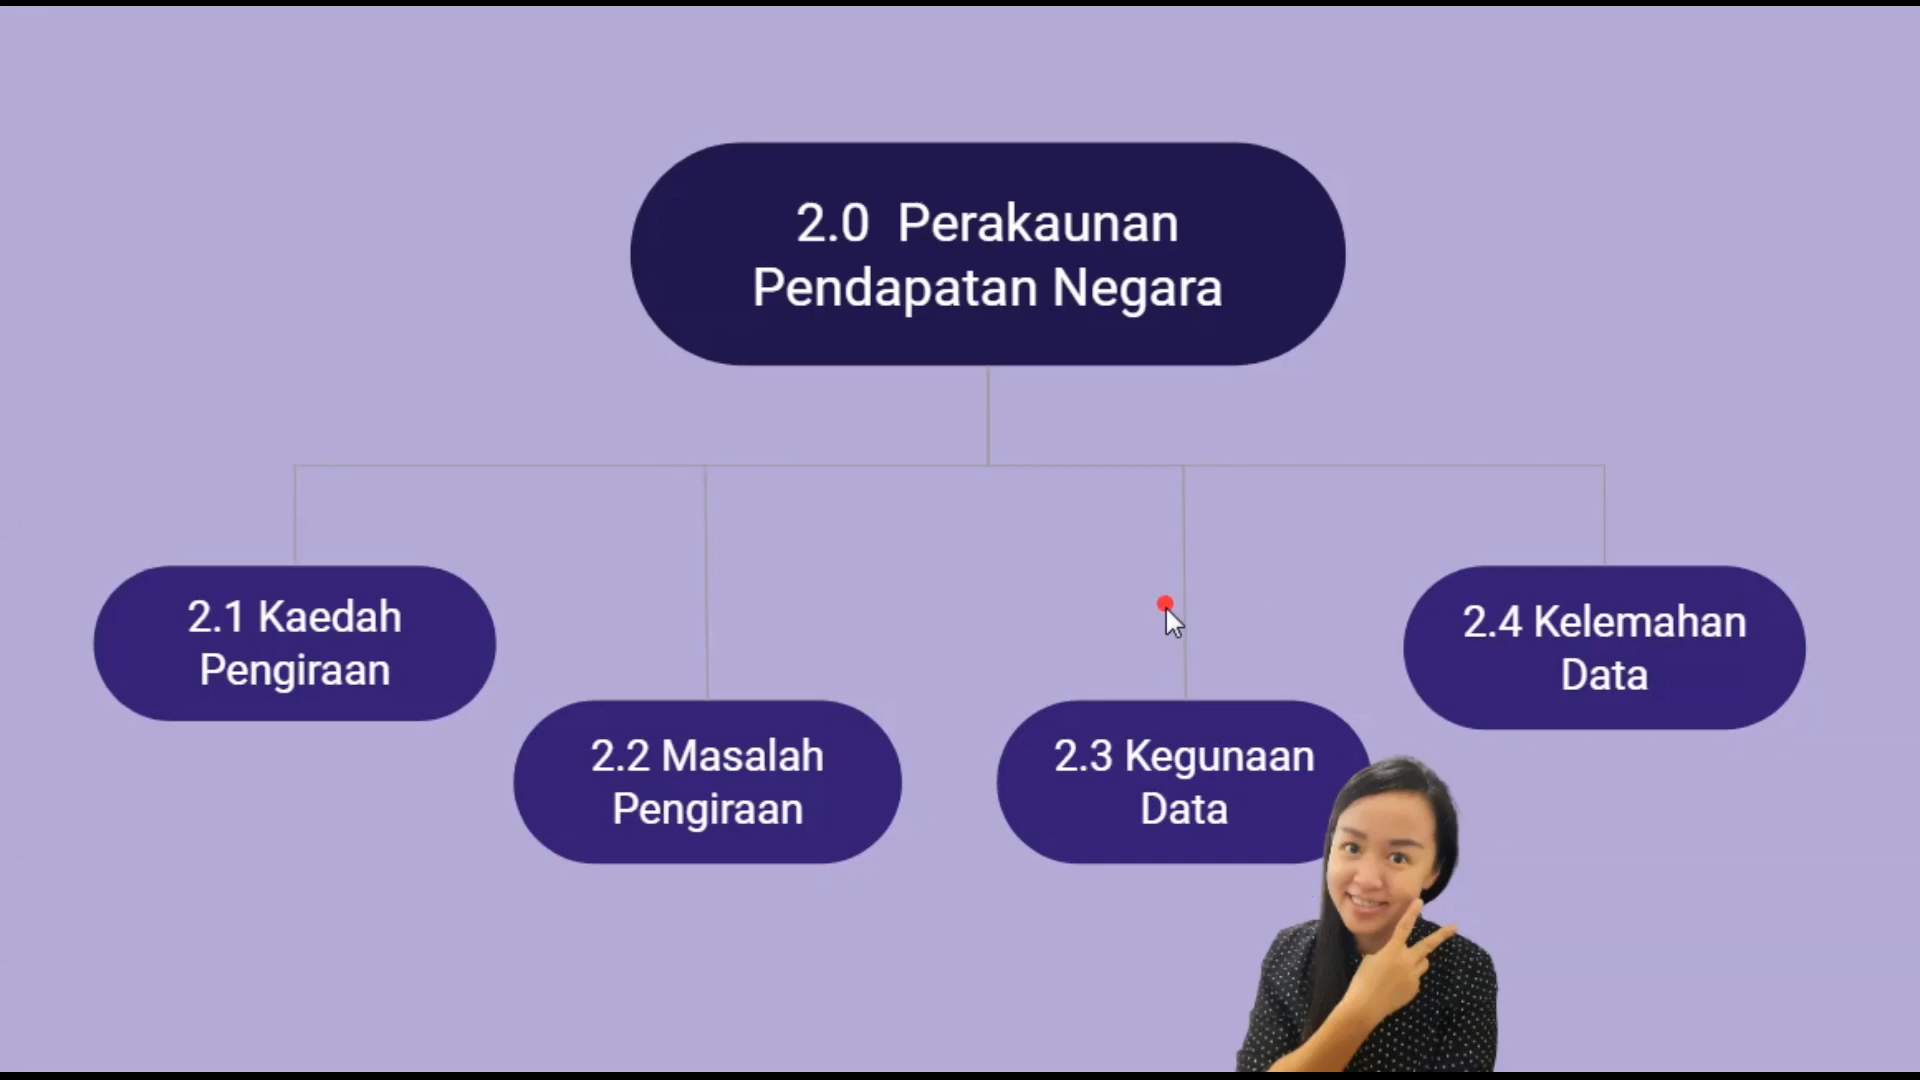 2.0 Perakaunan
Pendapatan Negara
2.1 Kaedah
Pengiraan
2.2 Masalah
Pengiraan
2.3 Kegunaan
Data
2.4 Kelemahan
Data